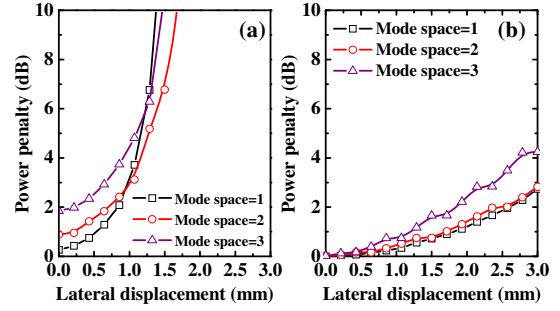 10
8
6
4
2
0
Power penalty (dB)
(a)
Mode space=1
Mode space=2
Mode space=3
0.0 0.5 1.0 1.5 2.0 2.5 3.0
Lateral displacement (mm)
10
8
6
4
2
0
Power penalty (dB)
(b)
Mode space=1
Mode space=2
Mode space=3
0.0 0.5 1.0 1.5 2.0 2.5 3.0
Lateral displacement (mm)